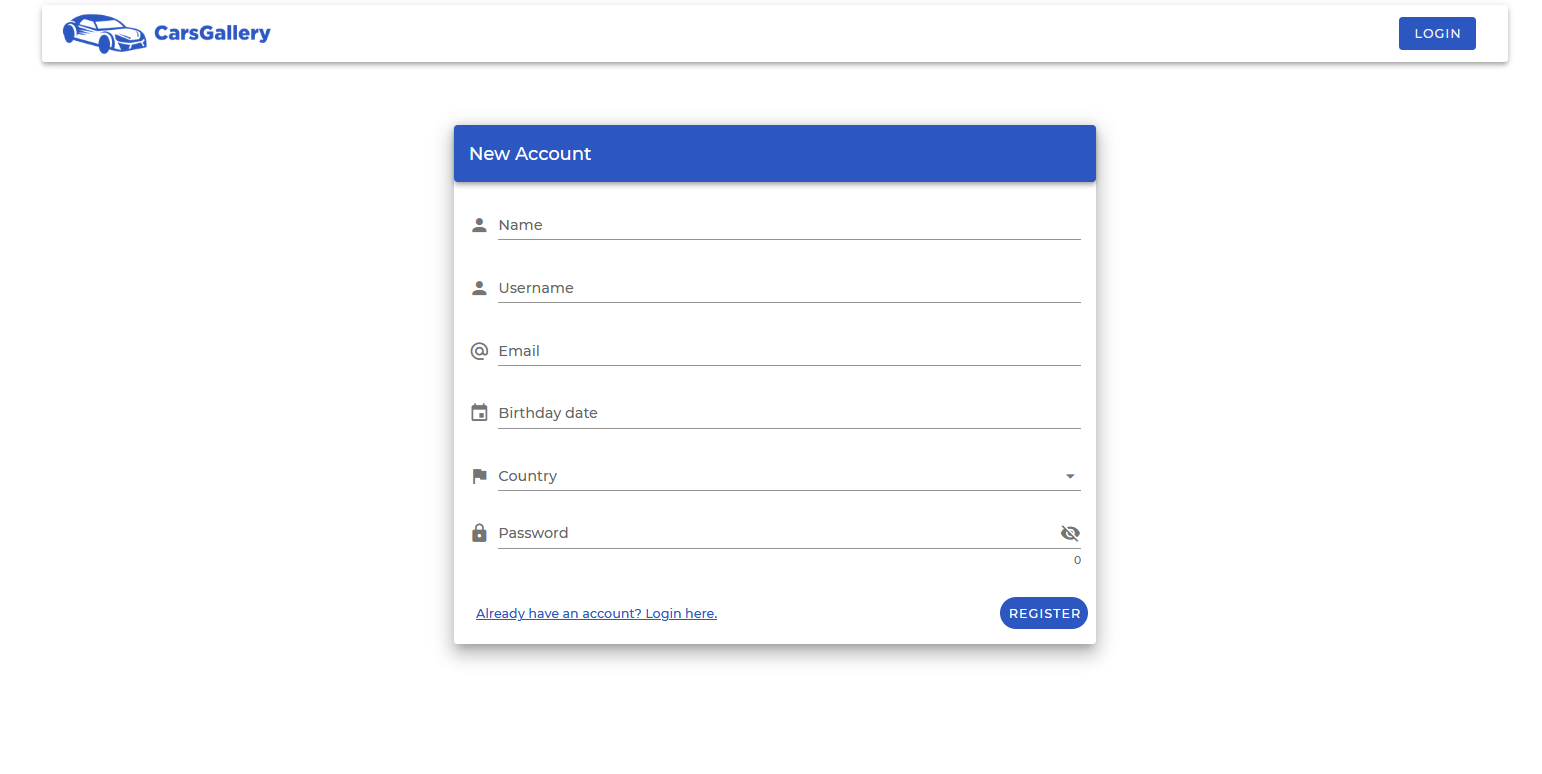 CarsGallery
LOGIN
New Account
Name
Username
Email
Birthday date
Country
Password
0
Already have an account? Login here.
REGISTER